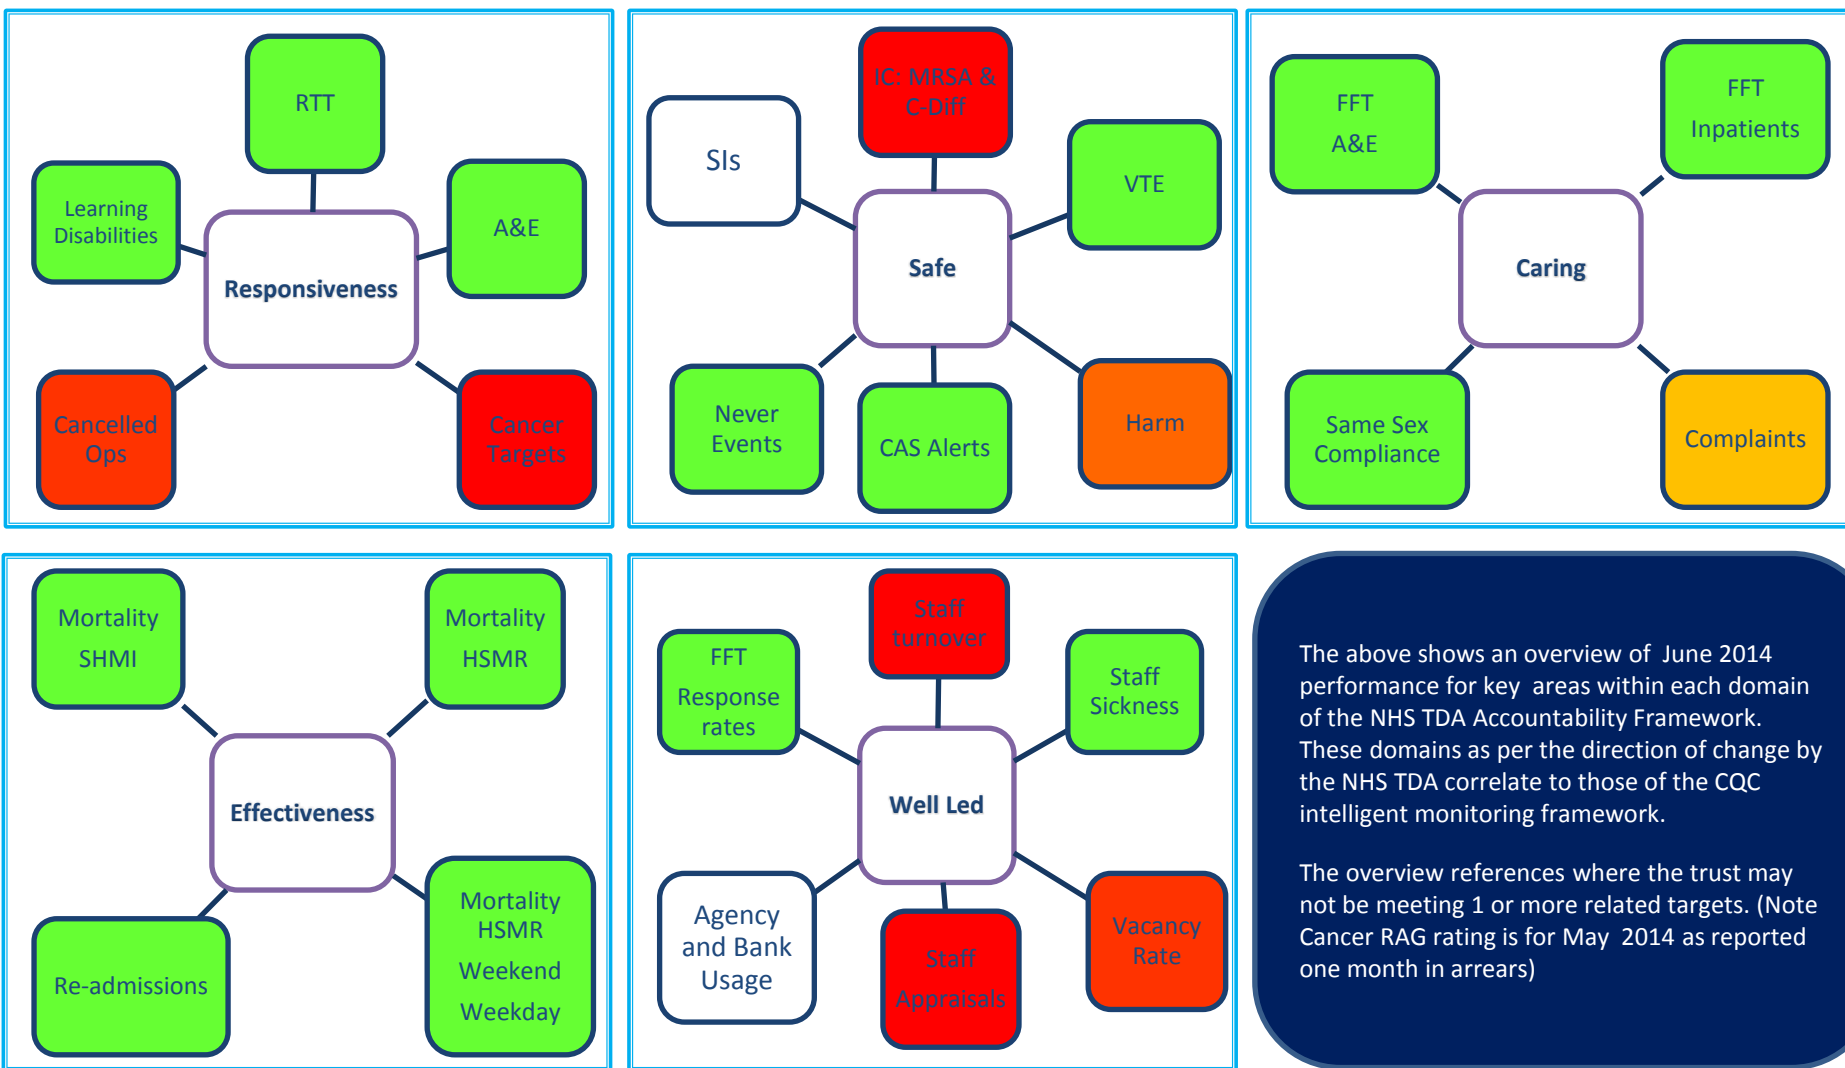 RTT
Learning
Disabilities
A&E
Responsiveness
Cancelled
Ops
Cancer
Targets
IC: MRSA &
C-Diff
SIs
VTE
Safe
Never
Events
CAS Alerts
Harm
FFT
A&E
FFT
Inpatients
Caring
Same Sex
Compliance
Complaints
Mortality
SHMI
Mortality
HSMR
Effectiveness
Re-admissions
Mortality
HSMR
Weekend
Weekday
Staff
turnover
FFT
Response
rates
Staff
Sickness
Well Led
Agency
and Bank
Usage
Staff
Appraisals
Vacancy
Rate
The above shows an overview of June 2014
performance for key areas within each domain
of the NHS TDA Accountability Framework.
These domains as per the direction of change by
the NHS TDA correlate to those of the CQC
intelligent monitoring framework.
The overview references where the trust may
not be meeting 1 or more related targets. (Note
Cancer RAG rating is for May 2014 as reported
one month in arrears)